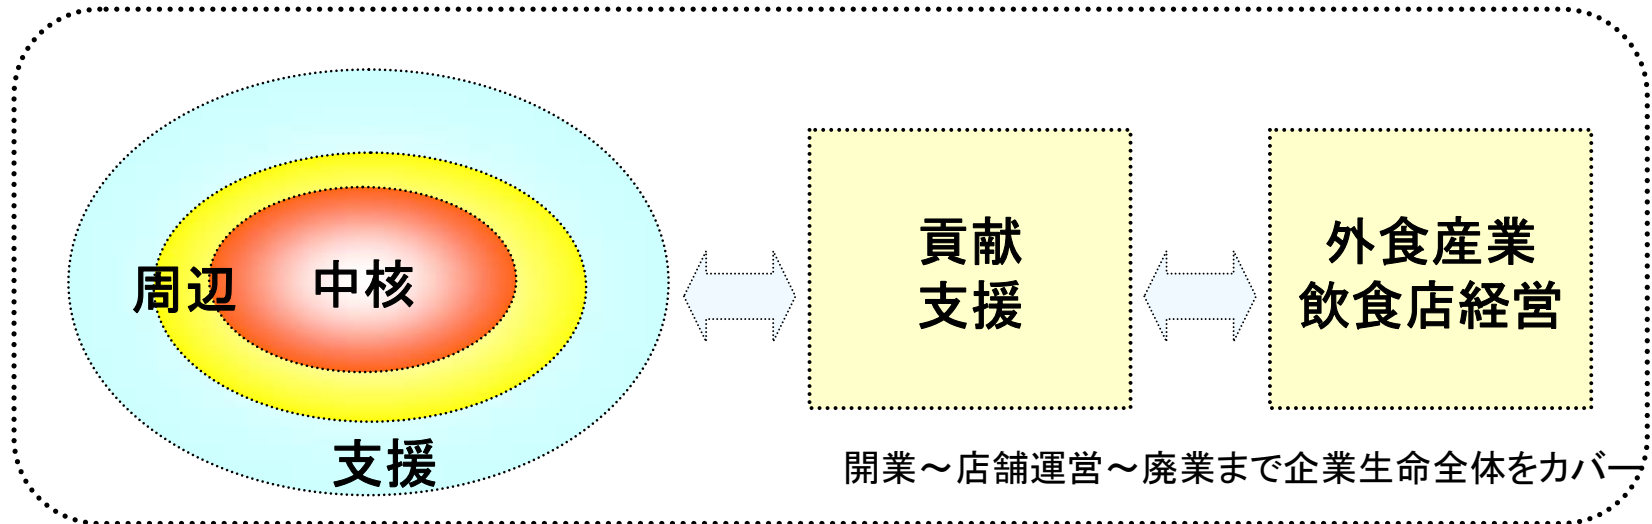 周辺
中核
支援
貢献
支援
外食産業
飲食店経営
開業～店舗運営～廃業まで企業生命全体をカバー